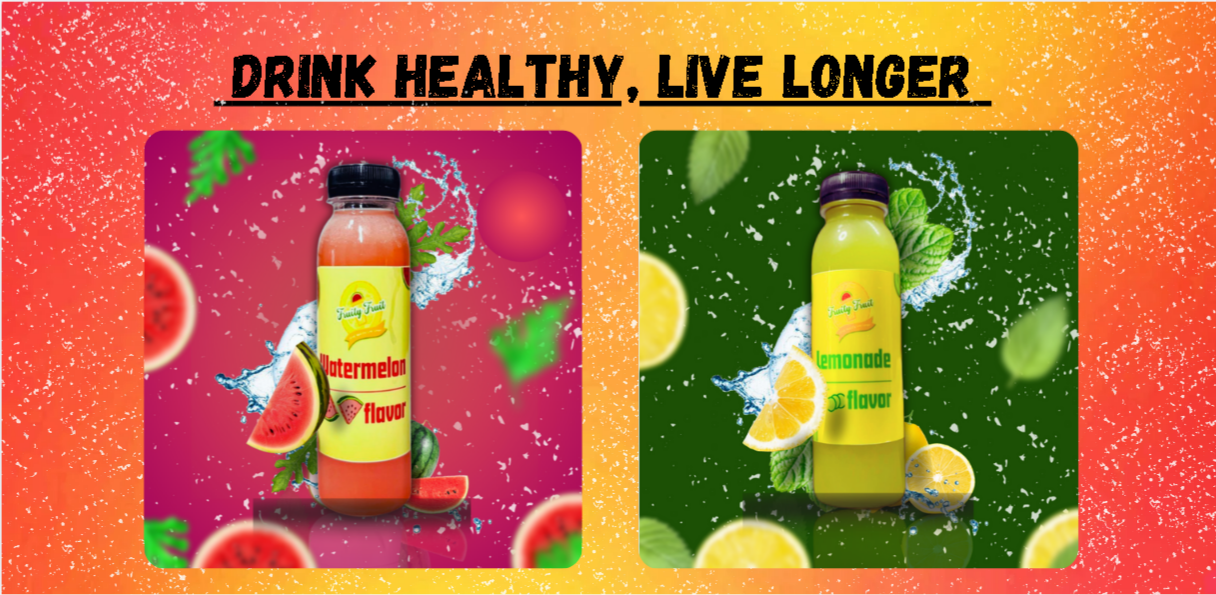 DRINK HEALTHY, LIVE LONGER
Fruity Fruit
Watermelon
flavor
Fruity Fruit
Lemonade
flavor